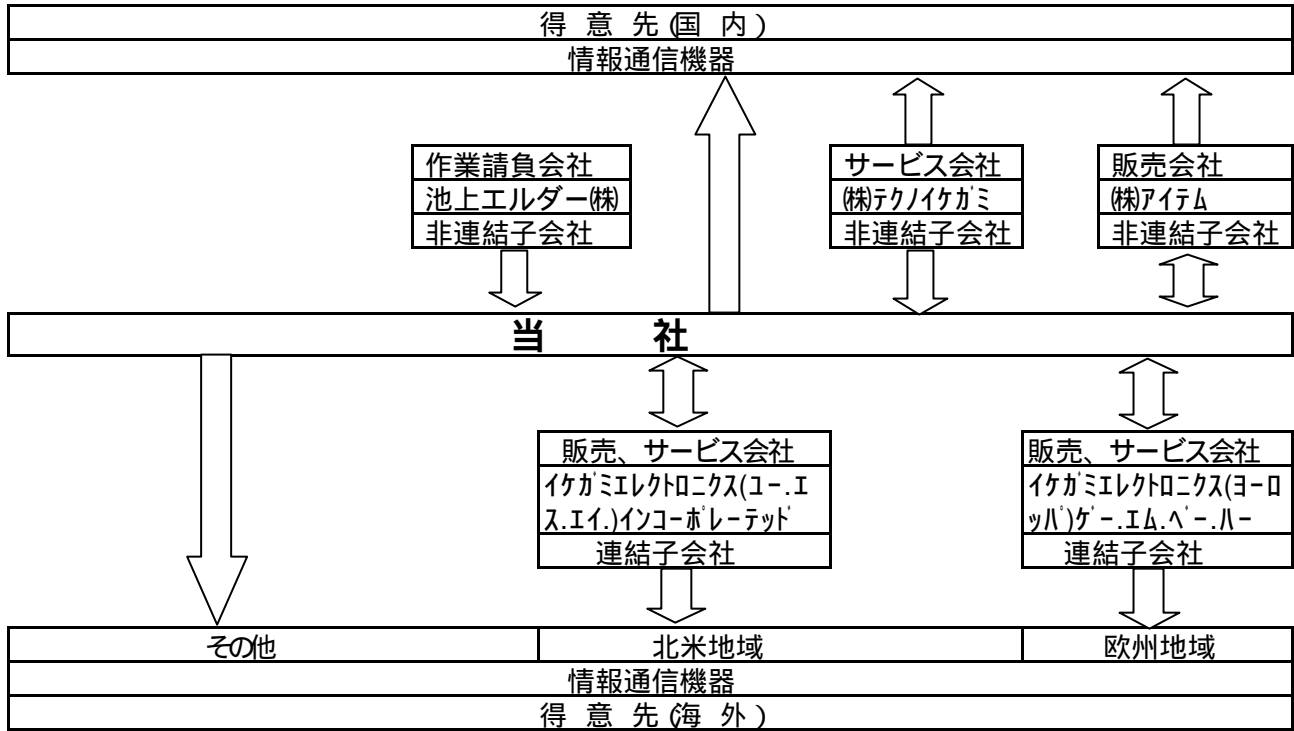 得 意 先 (国 内 )
情報通信機器
作業請負会社
池上エルダー㈱
非連結子会社
サービス会社
㈱ﾃｸﾉｲｹｶﾞﾐ
非連結子会社
販売会社
㈱ｱｲﾃﾑ
非連結子会社
当 社
販売、サービス会社
ｲｹｶﾞﾐｴﾚｸﾄﾛﾆｸｽ(ﾕｰ.ｴ
ｽ.ｴｲ.)ｲﾝｺｰﾎﾟﾚｰﾃｯﾄﾞ
連結子会社
販売、サービス会社
ｲｹｶﾞﾐｴﾚｸﾄﾛﾆｸｽ(ﾖｰﾛ
ｯﾊﾟ)ｹﾞｰ.ｴﾑ.ﾍﾞｰ.ﾊｰ
連結子会社
その他
北米地域
欧州地域
情報通信機器
得 意 先 (海 外 )